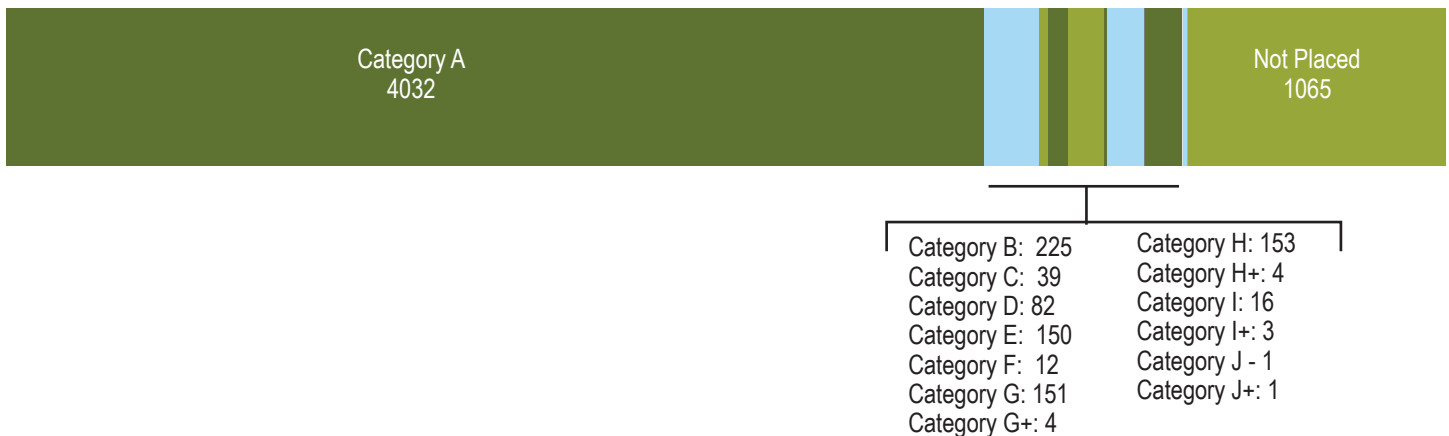 Category A
4032
Not Placed
1065
Category B: 225
Category C: 39
Category D: 82
Category E: 150
Category F: 12
Category G: 151
Category G+: 4
Category H: 153
Category H+: 4
Category I: 16
Category I+: 3
Category J - 1
Category J+: 1